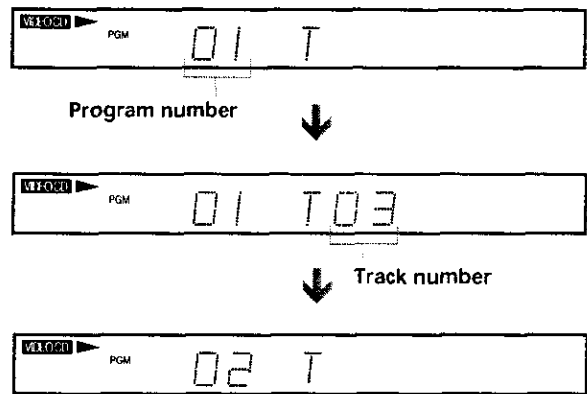 VIDEO CD PGM 01 T
Program number
VIDEO CD PGM 01 T03
Track number
VIDEO CD PGM 02 T